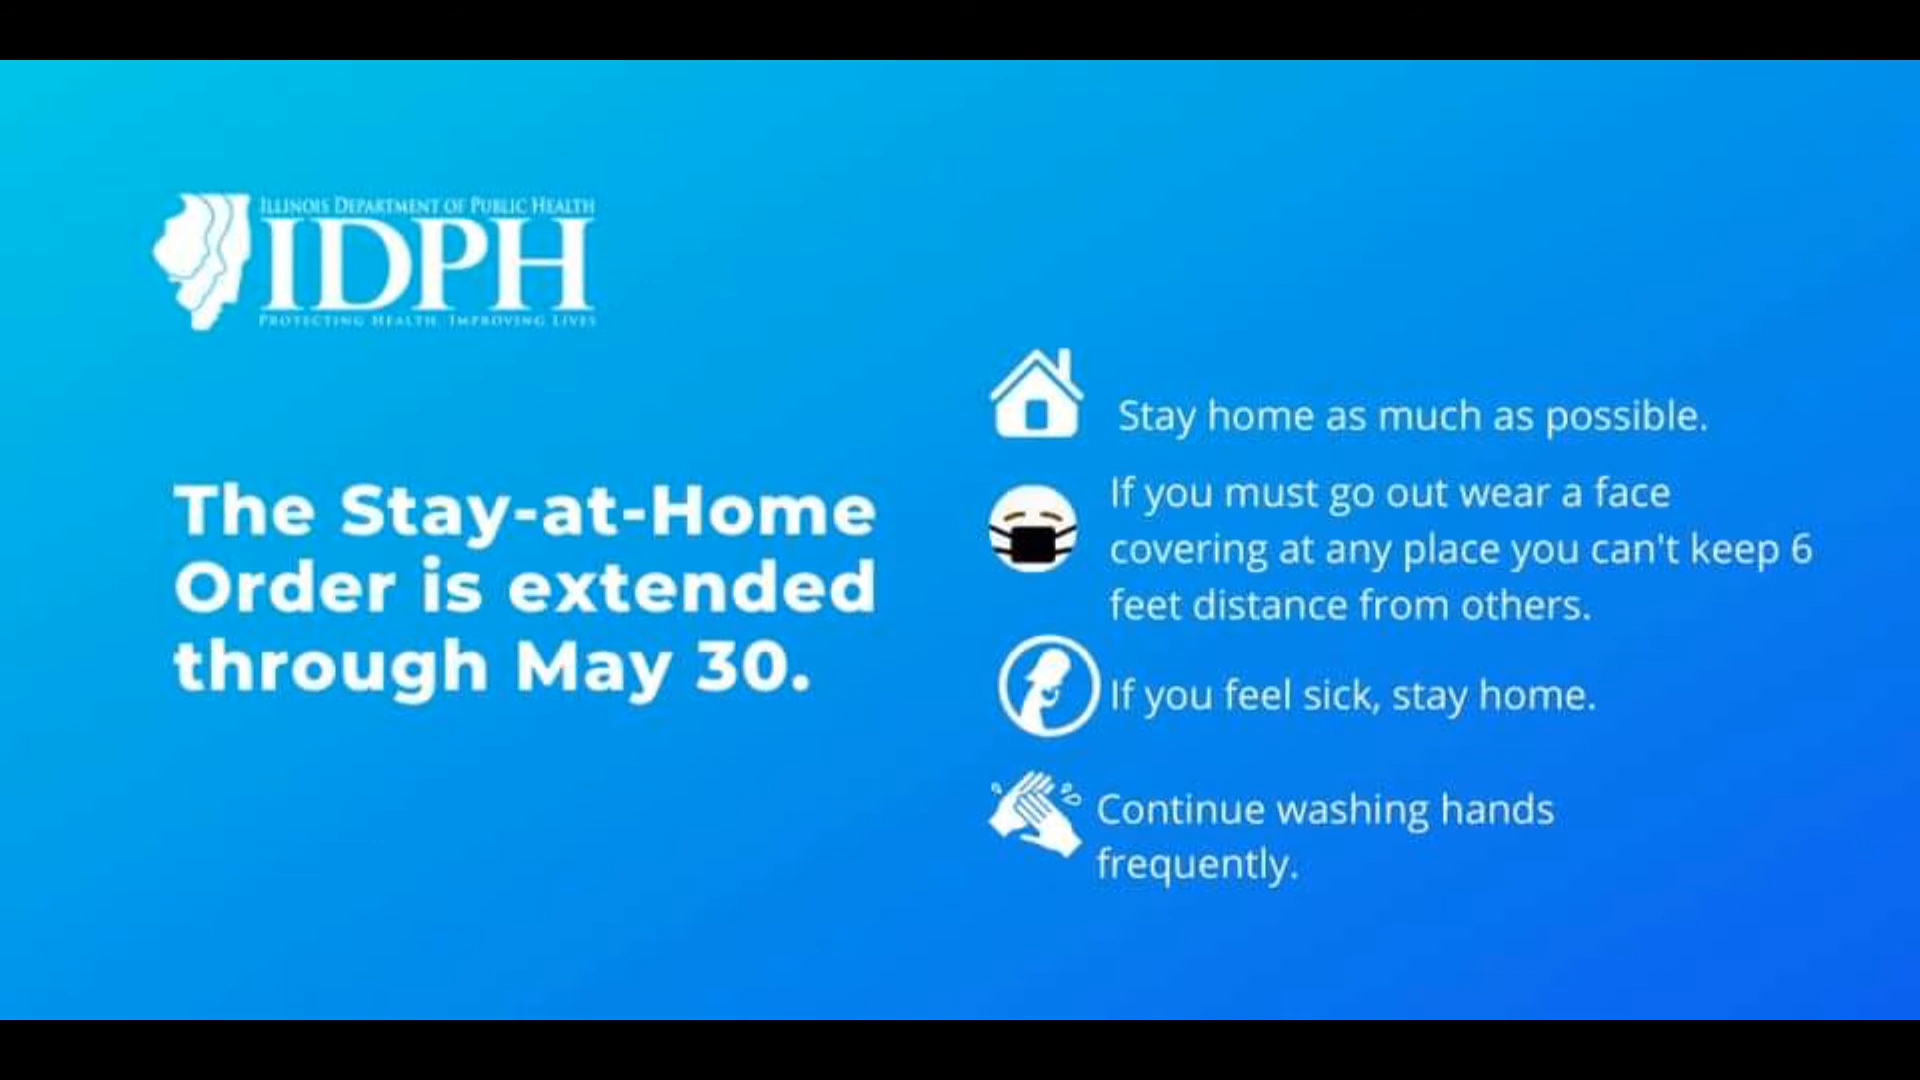 ILLINOIS DEPARTMENT OF PUBLIC HEALTH
IDPH
PROTECTING HEALTH, IMPROVING LIVES
The Stay-at-Home
Order is extended
through May 30.
Stay home as much as possible.
If you must go out wear a face
covering at any place you can't keep 6
feet distance from others.
If you feel sick, stay home.
Continue washing hands
frequently.